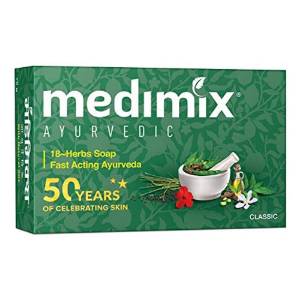 medimix
AYURVEDIC
18-Herbs Soap
Fast Acting Ayurveda
50 YEARS
OF CELEBRATING SKIN
CLASSIC